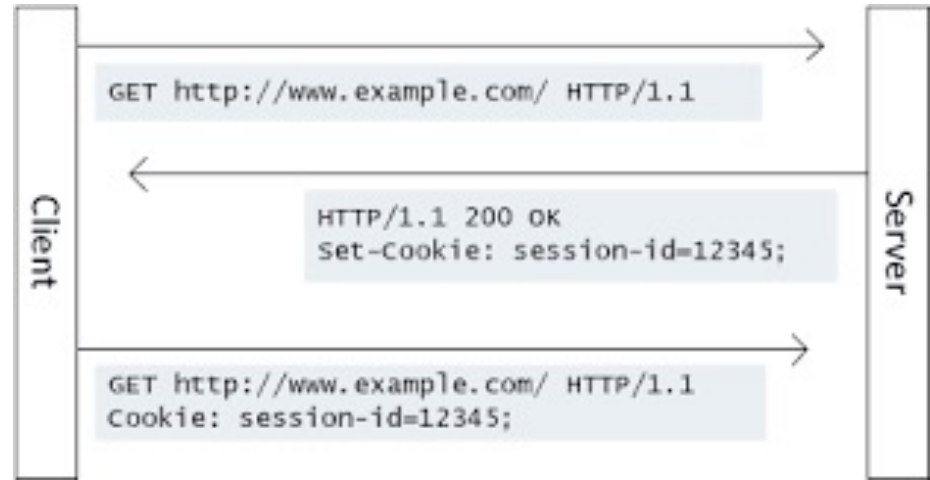 Client
GET http://www.example.com/ HTTP/1.1
HTTP/1.1 200 OK
Set-Cookie: session-id=12345;
GET http://www.example.com/ HTTP/1.1
Cookie: session-id=12345;
Server